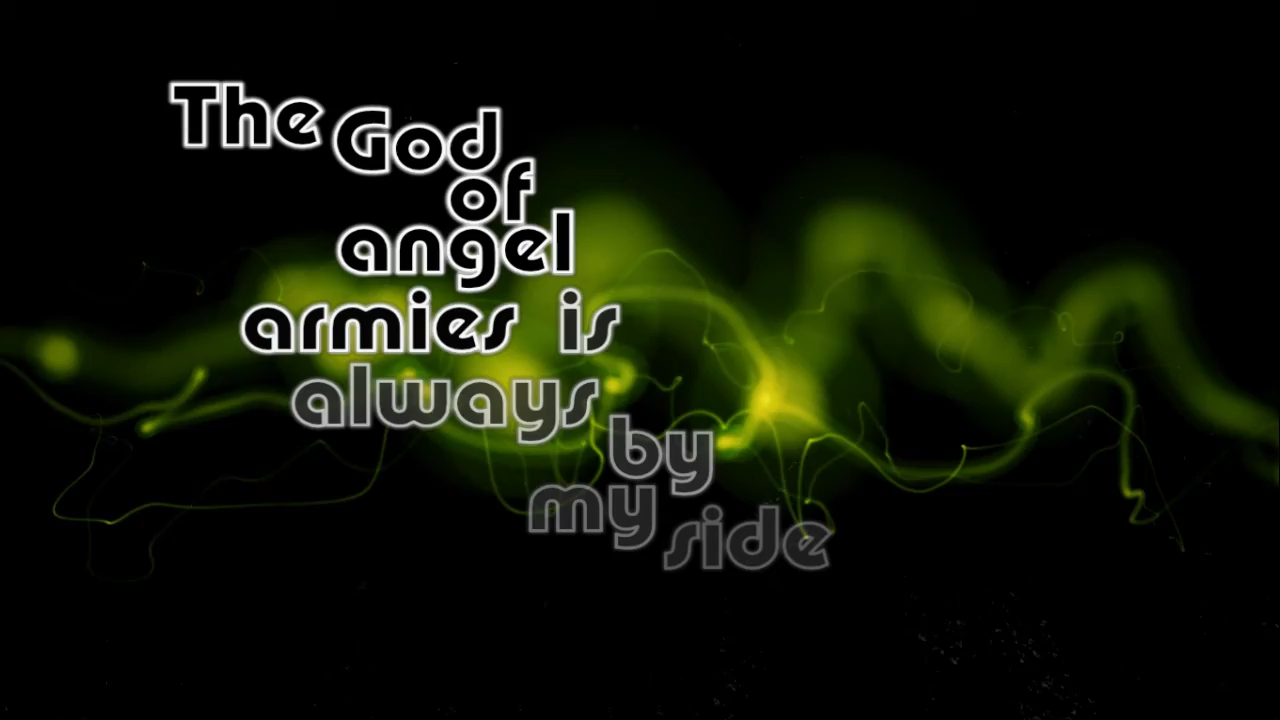 The God
of
angel
armies is
always
by
my side